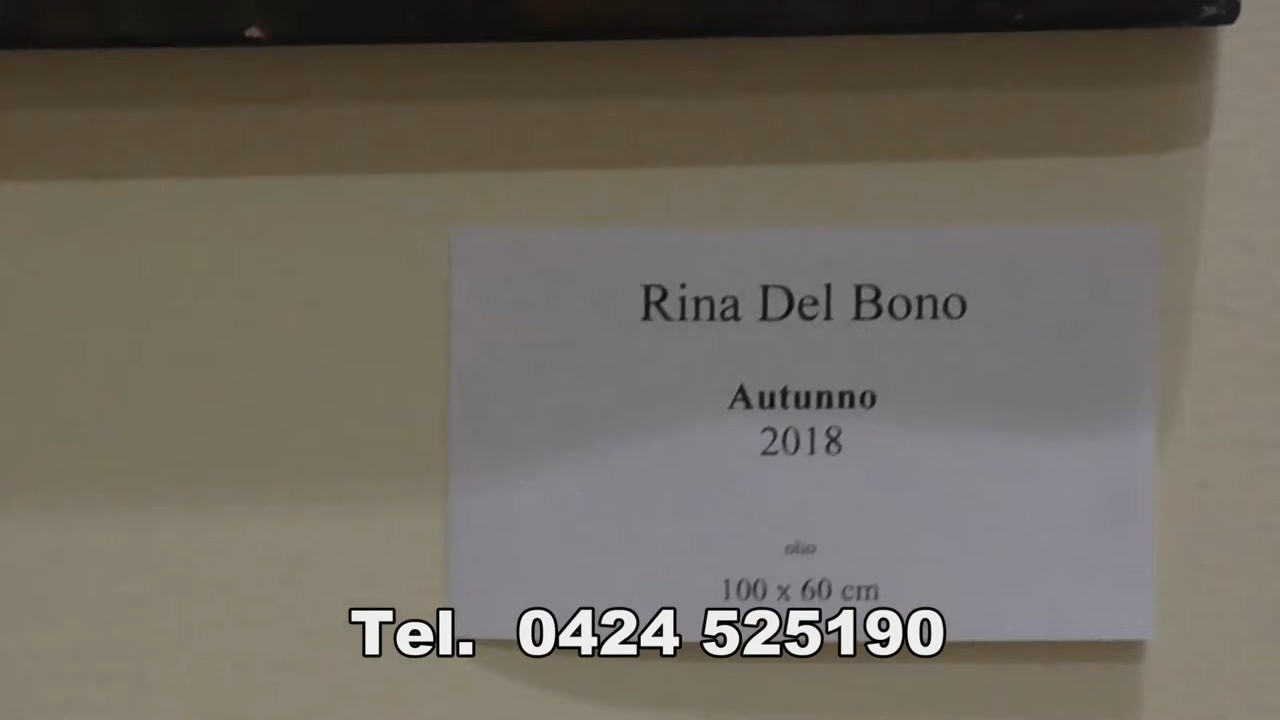 Rina Del Bono
Autunno
2018
olio
100 x 60 cm
Tel. 0424 525190